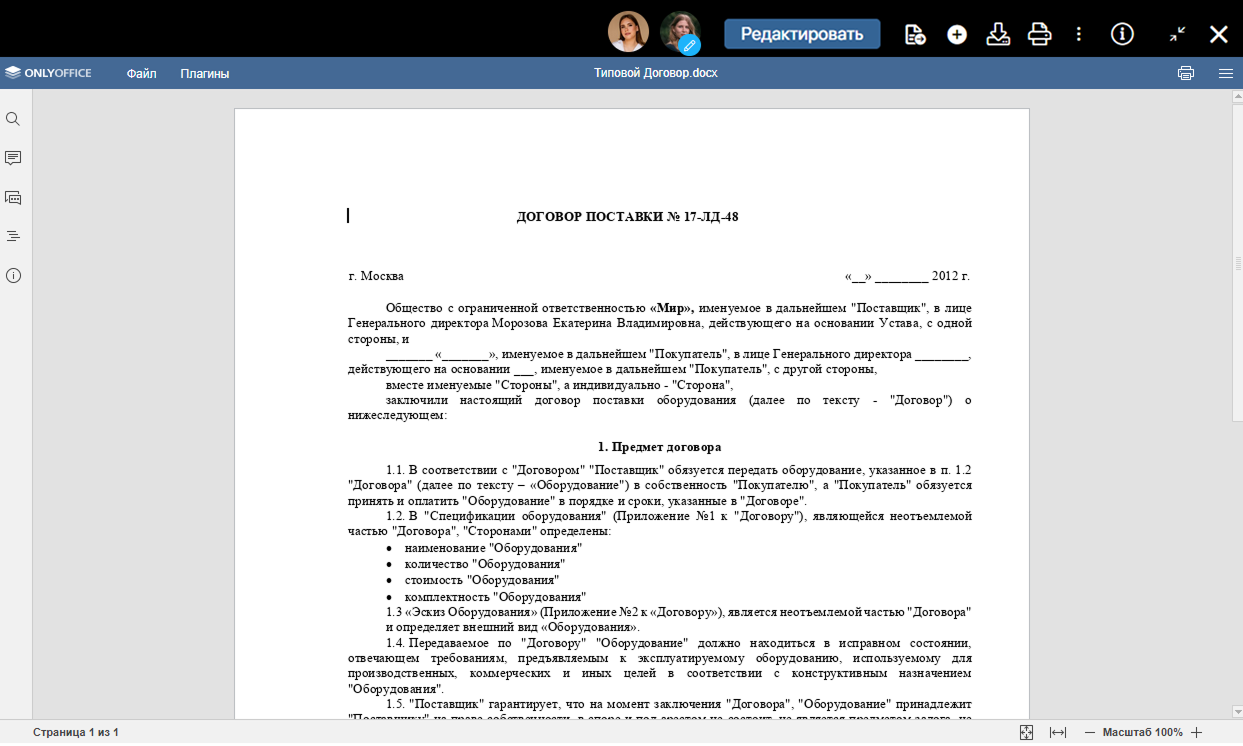 Редактировать
ONLYOFFICE Файл Плагины Типовой Договор.docx
ДОГОВОР ПОСТАВКИ № 17-ЛД-48
г. Москва «__» ________ 2012 г.
Общество с ограниченной ответственностью «Мир», именуемое в дальнейшем "Поставщик", в лице
Генерального директора Морозова Екатерина Владимировна, действующего на основании Устава, с одной
стороны, и
_______ «_______», именуемое в дальнейшем "Покупатель", в лице Генерального директора ________,
действующего на основании ___, именуемое в дальнейшем "Покупатель", с другой стороны,
вместе именуемые "Стороны", а индивидуально - "Сторона",
заключили настоящий договор поставки оборудования (далее по тексту - "Договор") о
нижеследующем:
1. Предмет договора
1.1. В соответствии с "Договором" "Поставщик" обязуется передать оборудование, указанное в п. 1.2
"Договора" (далее по тексту – «Оборудование") в собственность "Покупателю", а "Покупатель" обязуется
принять и оплатить "Оборудование" в порядке и сроки, указанные в "Договоре".
1.2. В "Спецификации оборудования" (Приложение №1 к "Договору"), являющейся неотъемлемой
частью "Договора", "Сторонами" определены:
• наименование "Оборудования"
• количество "Оборудования"
• стоимость "Оборудования"
• комплектность "Оборудования"
1.3 «Эскиз Оборудования» (Приложение №2 к «Договору»), является неотъемлемой частью "Договора"
и определяет внешний вид «Оборудования».
1.4. Передаваемое по "Договору" "Оборудование" должно находиться в исправном состоянии,
отвечающем требованиям, предъявляемым к эксплуатируемому оборудованию, используемому для
производственных, коммерческих и иных целей в соответствии с конструктивным назначением
"Оборудования".
1.5. "Поставщик" гарантирует, что на момент заключения "Договора", "Оборудование" принадлежит
Страница 1 из 1 Масштаб 100%